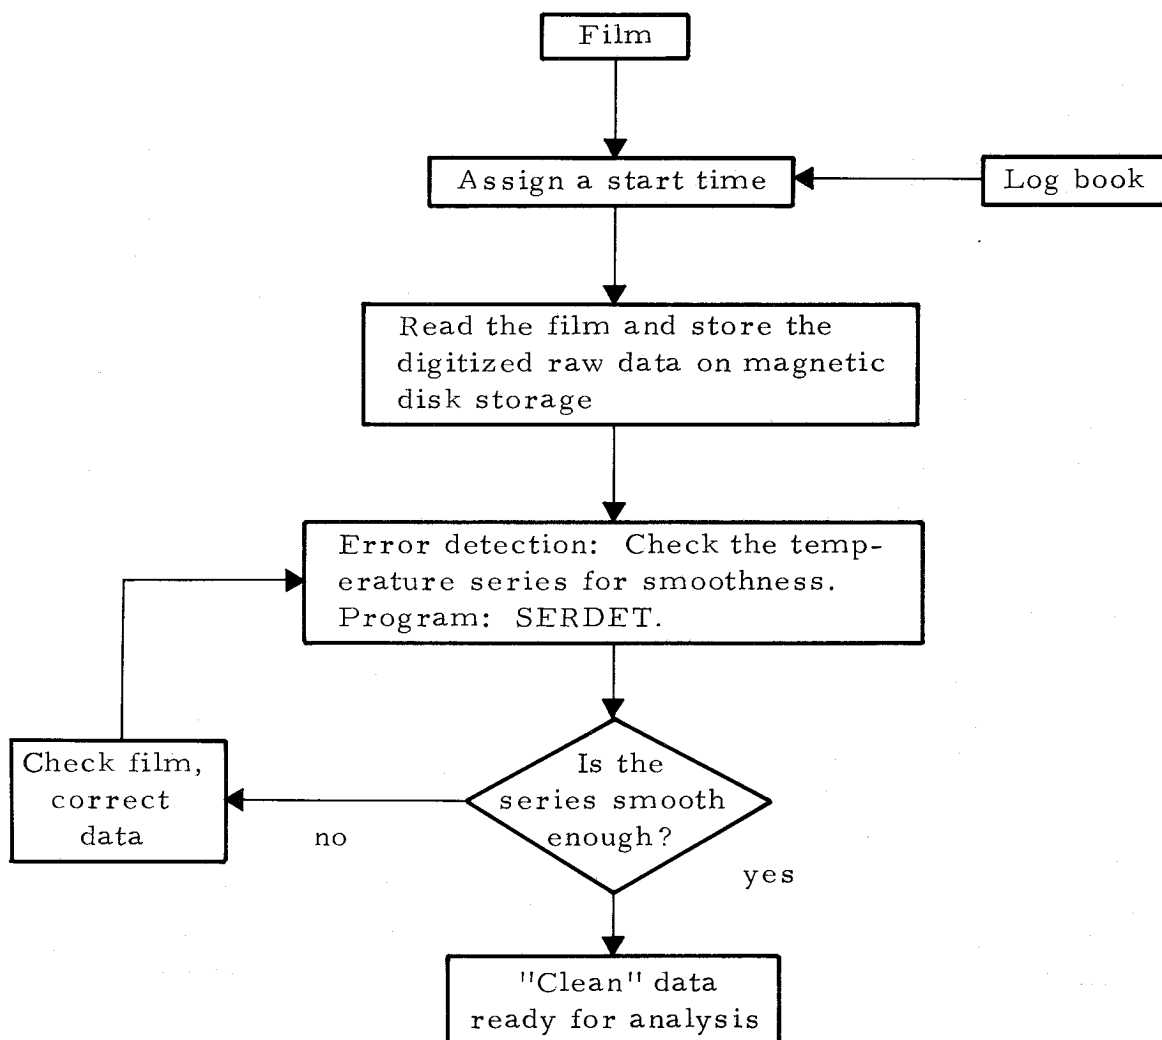 Film
Assign a start time
Log book
Read the film and store the
digitized raw data on magnetic
disk storage
Error detection: Check the temp-
erature series for smoothness.
Program: SERDET.
Check film,
correct
data
no
Is the
series smooth
enough?
yes
"Clean" data
ready for analysis